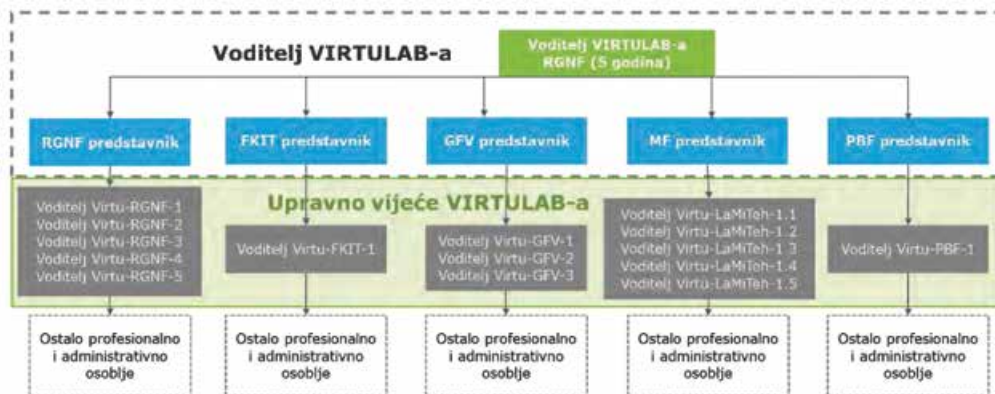 Voditelj VIRTULAB-a
Voditelj VIRTULAB-a
RGNF (5 godina)
RGNF predstavnik
FKIT predstavnik
GFV predstavnik
MF predstavnik
PBF predstavnik
Upravno vijeće VIRTULAB-a
Voditelj Virtu-RGNF-1
Voditelj Virtu-RGNF-2
Voditelj Virtu-RGNF-3
Voditelj Virtu-RGNF-4
Voditelj Virtu-RGNF-5
Voditelj Virtu-FKIT-1
Voditelj Virtu-GFV-1
Voditelj Virtu-GFV-2
Voditelj Virtu-GFV-3
Voditelj Virtu-LaMiTeh-1.1
Voditelj Virtu-LaMiTeh-1.2
Voditelj Virtu-LaMiTeh-1.3
Voditelj Virtu-LaMiTeh-1.4
Voditelj Virtu-LaMiTeh-1.5
Voditelj Virtu-PBF-1
Ostalo profesionalno
i administrativno
osoblje
Ostalo profesionalno
i administrativno
osoblje
Ostalo profesionalno
i administrativno
osoblje
Ostalo profesionalno
i administrativno
osoblje
Ostalo profesionalno
i administrativno
osoblje